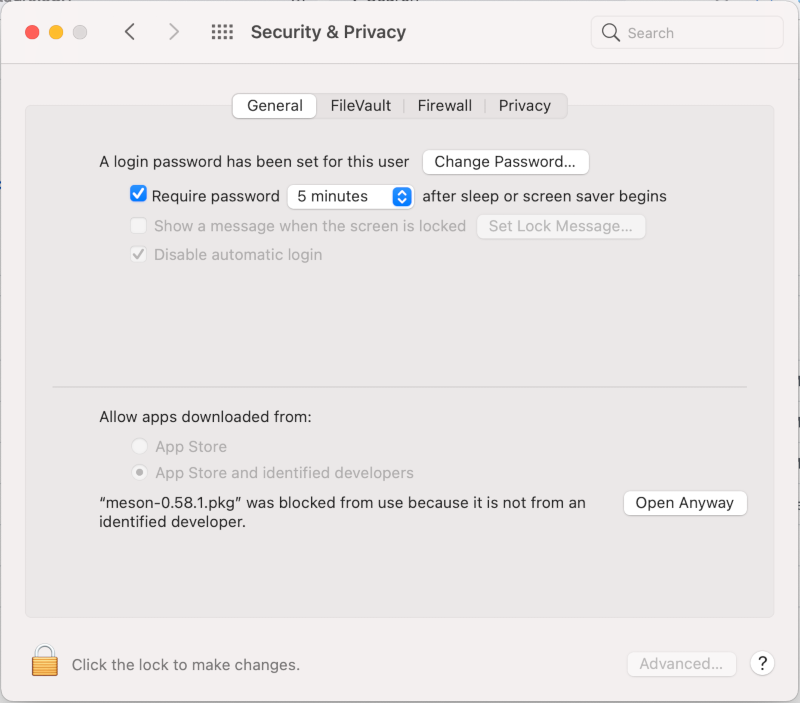 Security & Privacy
Search
General FileVault Firewall Privacy
A login password has been set for this user Change Password...
Require password 5 minutes after sleep or screen saver begins
Show a message when the screen is locked Set Lock Message...
Disable automatic login
Allow apps downloaded from:
App Store
App Store and identified developers
“meson-0.58.1.pkg” was blocked from use because it is not from an
identified developer.
Open Anyway
Click the lock to make changes.
Advanced...
?